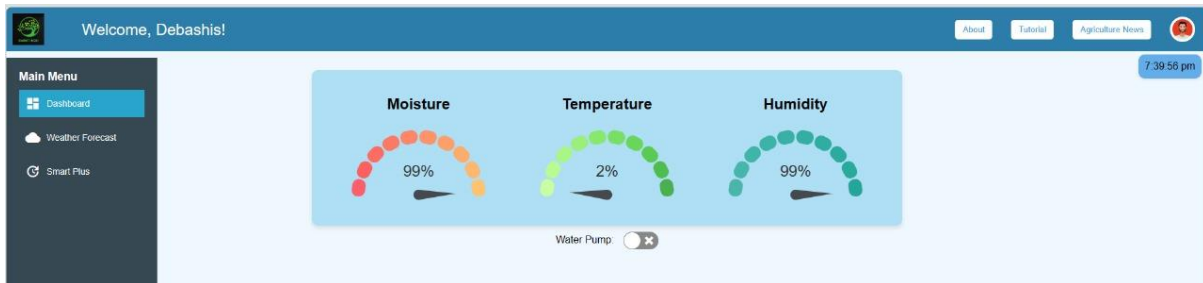 Welcome, Debashis!
About
Tutorial
Agriculture News
7:39:56 pm
Main Menu
Dashboard
Weather Forecast
Smart Plus
Moisture
Temperature
Humidity
99%
2%
99%
Water Pump: